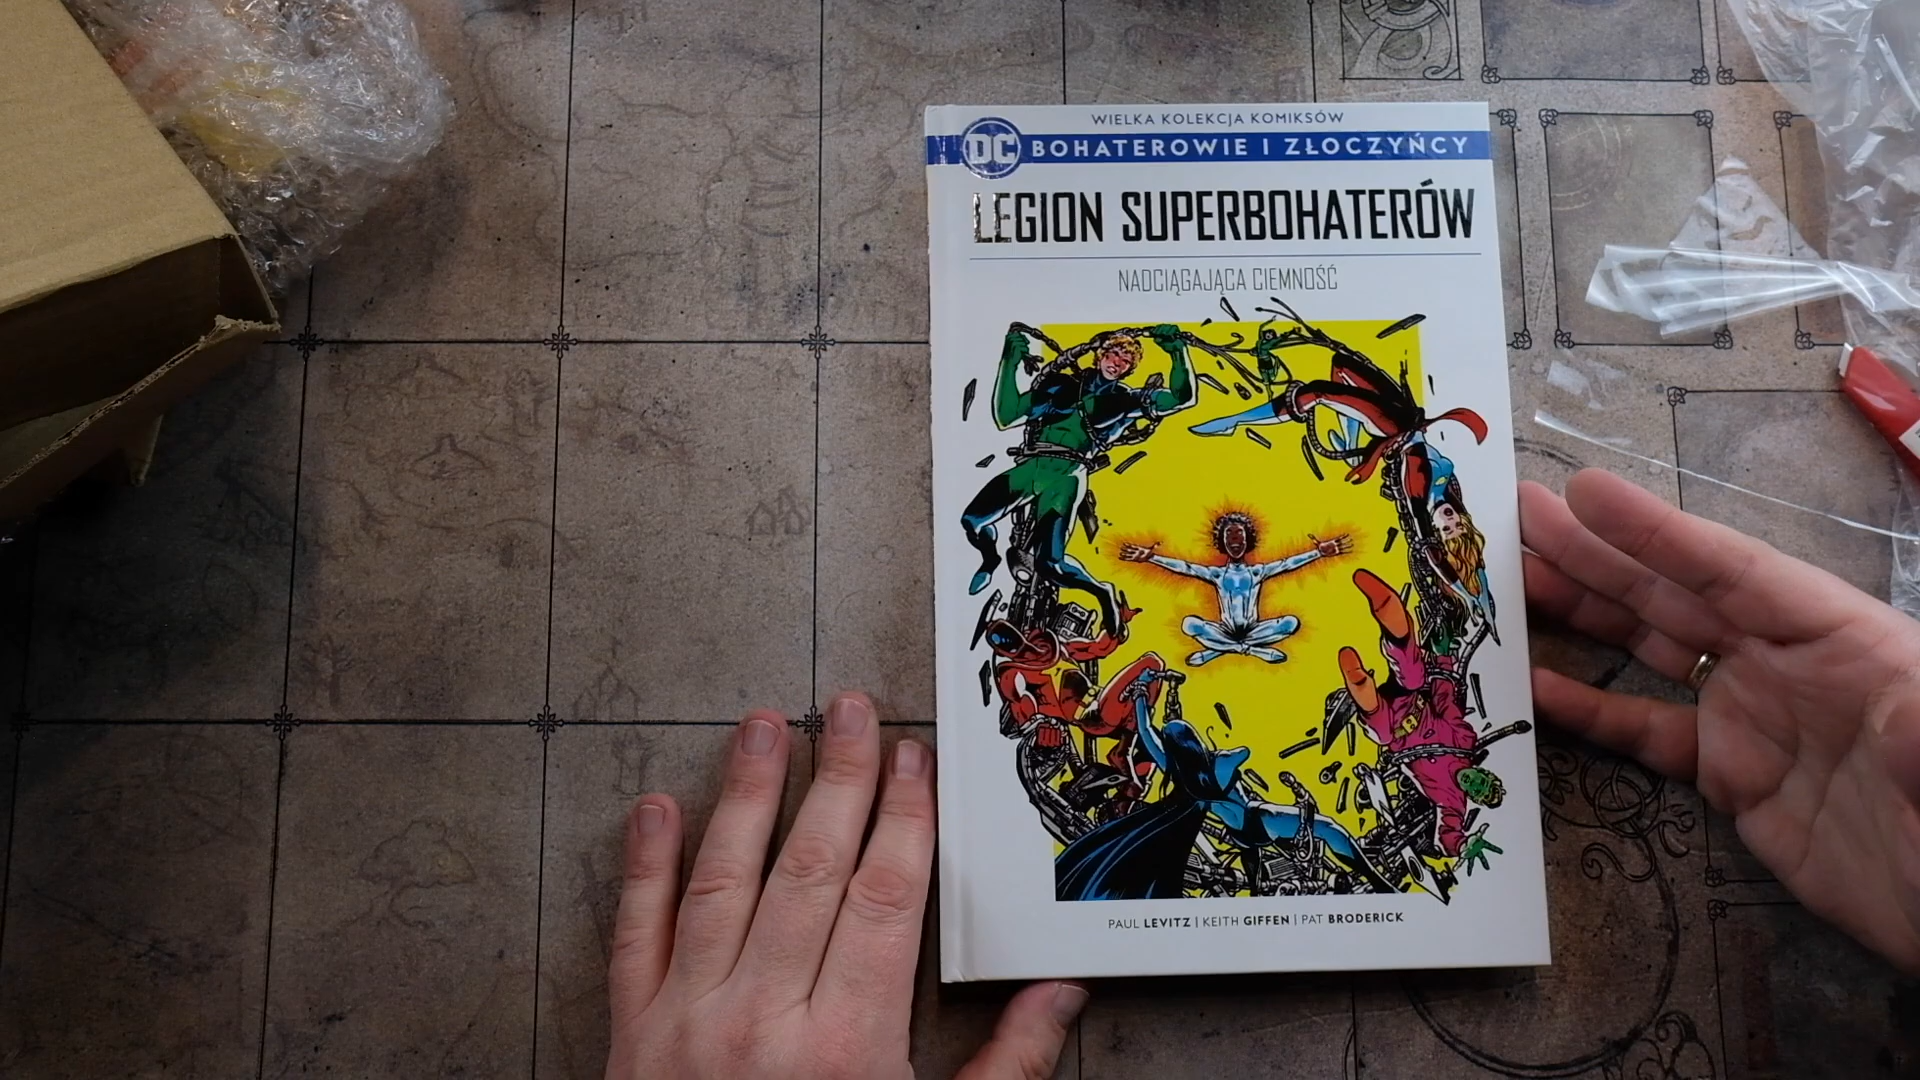 WIELKA KOLEKCJA KOMIKSÓW
DC BOHATEROWIE I ZŁOCZYŃCY
LEGION SUPERBOHATERÓW
NADCIĄGAJĄCA CIEMNOŚĆ
PAUL LEVITZ | KEITH GIFFEN | PAT BRODERICK